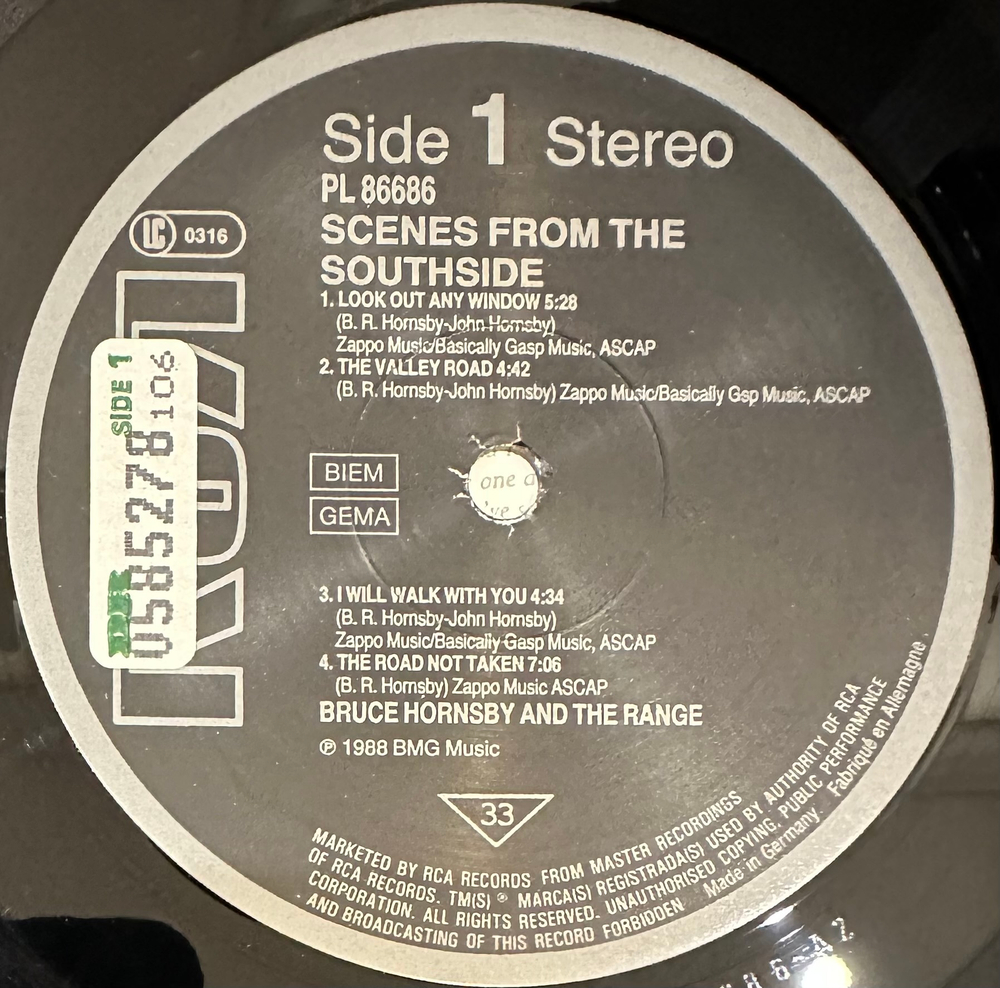 Side 1 Stereo
PL 86686
SCENES FROM THE
SOUTHSIDE
1. LOOK OUT ANY WINDOW 5:28
(B. R. Hornsby-John Hornsby)
Zappo Music/Basically Gasp Music, ASCAP
2. THE VALLEY ROAD 4:42
(B. R. Hornsby-John Hornsby) Zappo Music/Basically Gsp Music, ASCAP
LC 0316
RCA
SIDE 1
0585278 106
BIEM
GEMA
one
3. I WILL WALK WITH YOU 4:34
(B. R. Hornsby-John Hornsby)
Zappo Music/Basically Gasp Music, ASCAP
4. THE ROAD NOT TAKEN 7:06
(B. R. Hornsby) Zappo Music ASCAP
BRUCE HORNSBY AND THE RANGE
℗ 1988 BMG Music
33
MARKETED BY RCA RECORDS FROM MASTER RECORDINGS
OF RCA RECORDS. TM(S) ® MARCA(S) REGISTRADA(S) USED BY AUTHORITY OF RCA
CORPORATION. ALL RIGHTS RESERVED. UNAUTHORISED COPYING, PUBLIC PERFORMANCE
AND BROADCASTING OF THIS RECORD FORBIDDEN Made in Germany. Fabriqué en Allemagne